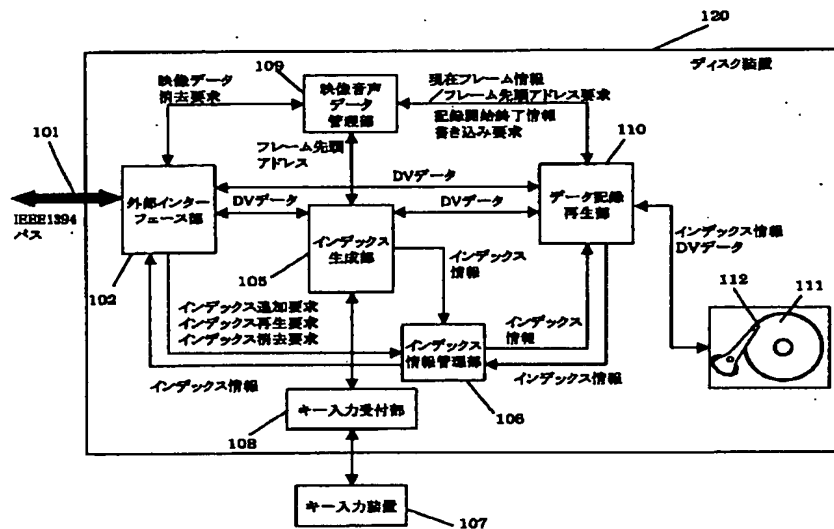 120
ディスク装置
映像データ
消去要求
109
映像音声
データ
管理部
現在フレーム情報
/フレーム先頭アドレス要求
記録開始終了情報
書き込み要求
110
101
フレーム先頭
アドレス
DVデータ
外部インター
フェース部
DVデータ
DVデータ
データ記録
再生部
IEEE1394
バス
102
105
インデックス
生成部
インデックス
情報
インデックス情報
DVデータ
112
111
インデックス追加要求
インデックス再生要求
インデックス消去要求
インデックス
情報管理部
インデックス
情報
インデックス情報
インデックス情報
106
108
キー入力受付部
キー入力装置
107